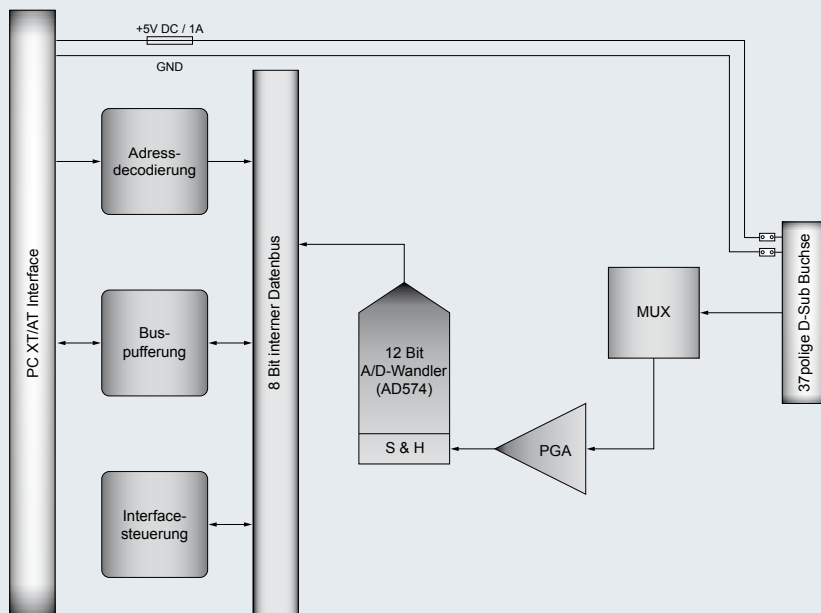 +5V DC / 1A
GND
PC XT/AT Interface
Adress-
decodierung
Bus-
pufferung
Interface-
steuerung
8 Bit interner Datenbus
12 Bit
A/D-Wandler
(AD574)
S & H
PGA
MUX
37polige D-Sub Buchse